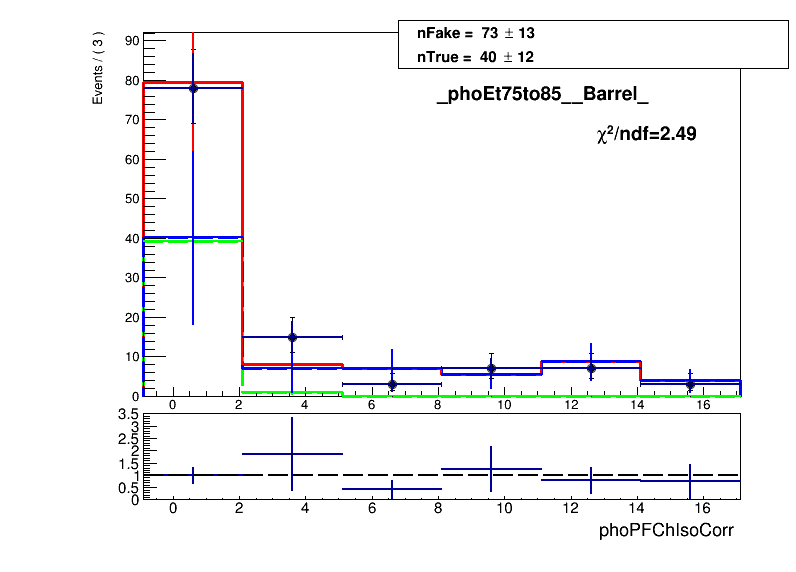 nFake = 73 ± 13
nTrue = 40 ± 12
Events / ( 3 )
_phoEt75to85__Barrel_
χ²/ndf=2.49
90
80
70
60
50
40
30
20
10
0
0 2 4 6 8 10 12 14 16
3.5
3
2.5
2
1.5
1
0.5
0
0 2 4 6 8 10 12 14 16
phoPFChIsoCorr